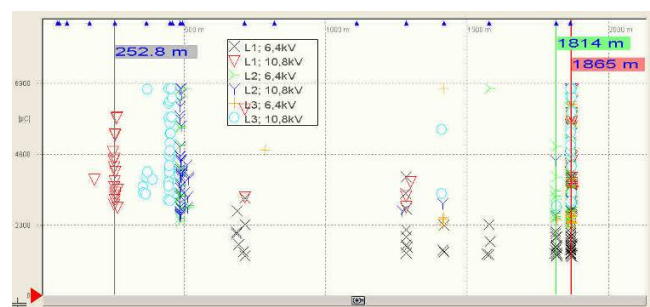 500 m
1000 m
1500 m
2000 m
252.8 m
1814 m
1865 m
L1; 6,4kV
L1; 10,8kV
L2; 6,4kV
L2; 10,8kV
L3; 6,4kV
L3; 10,8kV
6900
[pC]
4600
2300
0